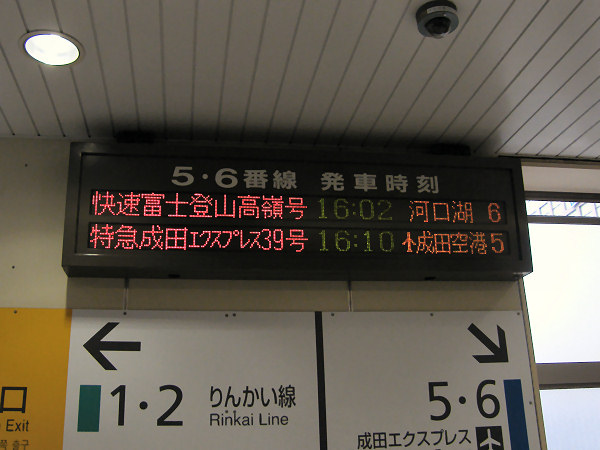 5・6番線 発車時刻
快速富士登山高嶺号 16:02 河口湖 6
特急成田エクスプレス39号 16:10 成田空港5
口
Exit
出口
1・2 りんかい線
Rinkai Line
5・6
成田エクスプレス